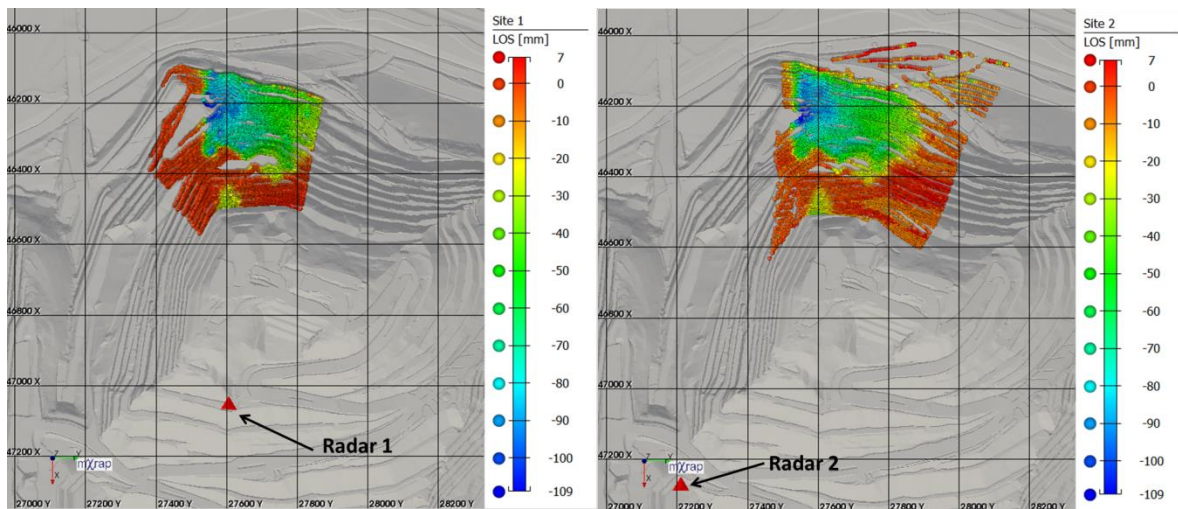 Site 1
LOS [mm]
7
0
-10
-20
-30
-40
-50
-60
-70
-80
-90
-100
-109
46000 X
46200 X
46400 X
46600 X
46800 X
47000 X
47200 X
Radar 1
Z Y
X
mXrap
27000 Y
27200 Y
27400 Y
27600 Y
27800 Y
28000 Y
28200 Y
Site 2
LOS [mm]
7
0
-10
-20
-30
-40
-50
-60
-70
-80
-90
-100
-109
46000 X
46200 X
46400 X
46600 X
46800 X
47000 X
47200 X
Radar 2
Z Y
X
mXrap
27000 Y
27200 Y
27400 Y
27600 Y
27800 Y
28000 Y
28200